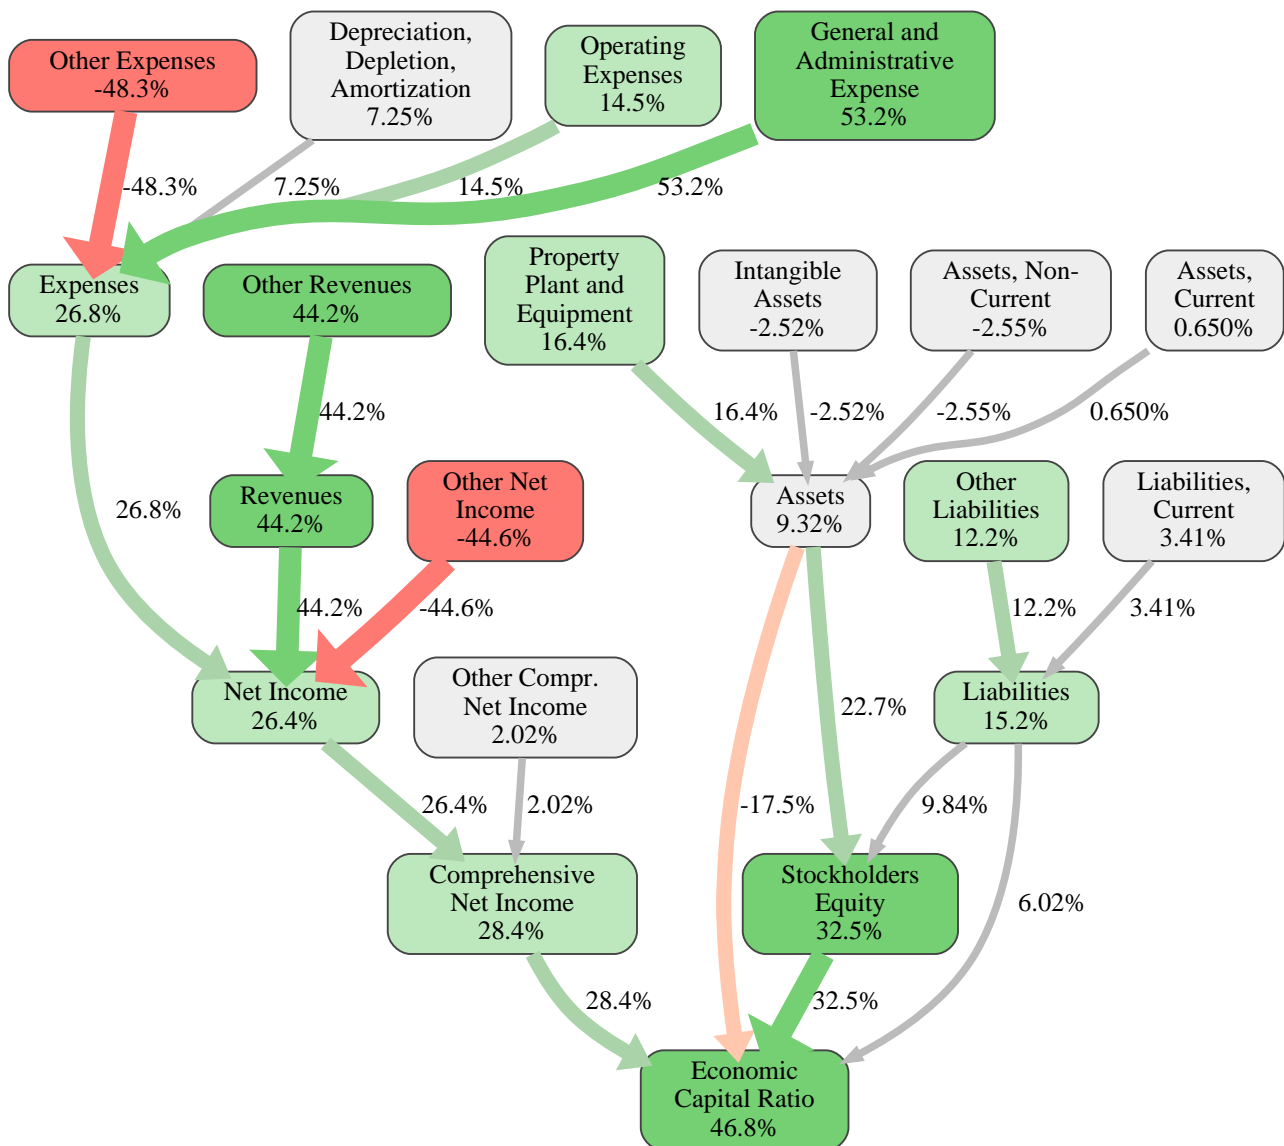 Other Expenses
-48.3%
Depreciation,
Depletion,
Amortization
7.25%
Operating
Expenses
14.5%
General and
Administrative
Expense
53.2%
-48.3%
7.25%
14.5%
53.2%
Expenses
26.8%
Other Revenues
44.2%
Property
Plant and
Equipment
16.4%
Intangible
Assets
-2.52%
Assets, Non-
Current
-2.55%
Assets,
Current
0.650%
44.2%
16.4%
-2.52%
-2.55%
0.650%
26.8%
Revenues
44.2%
Other Net
Income
-44.6%
Assets
9.32%
Other
Liabilities
12.2%
Liabilities,
Current
3.41%
44.2%
-44.6%
12.2%
3.41%
Net Income
26.4%
Other Compr.
Net Income
2.02%
22.7%
Liabilities
15.2%
26.4%
2.02%
-17.5%
9.84%
Comprehensive
Net Income
28.4%
Stockholders
Equity
32.5%
6.02%
28.4%
32.5%
Economic
Capital Ratio
46.8%